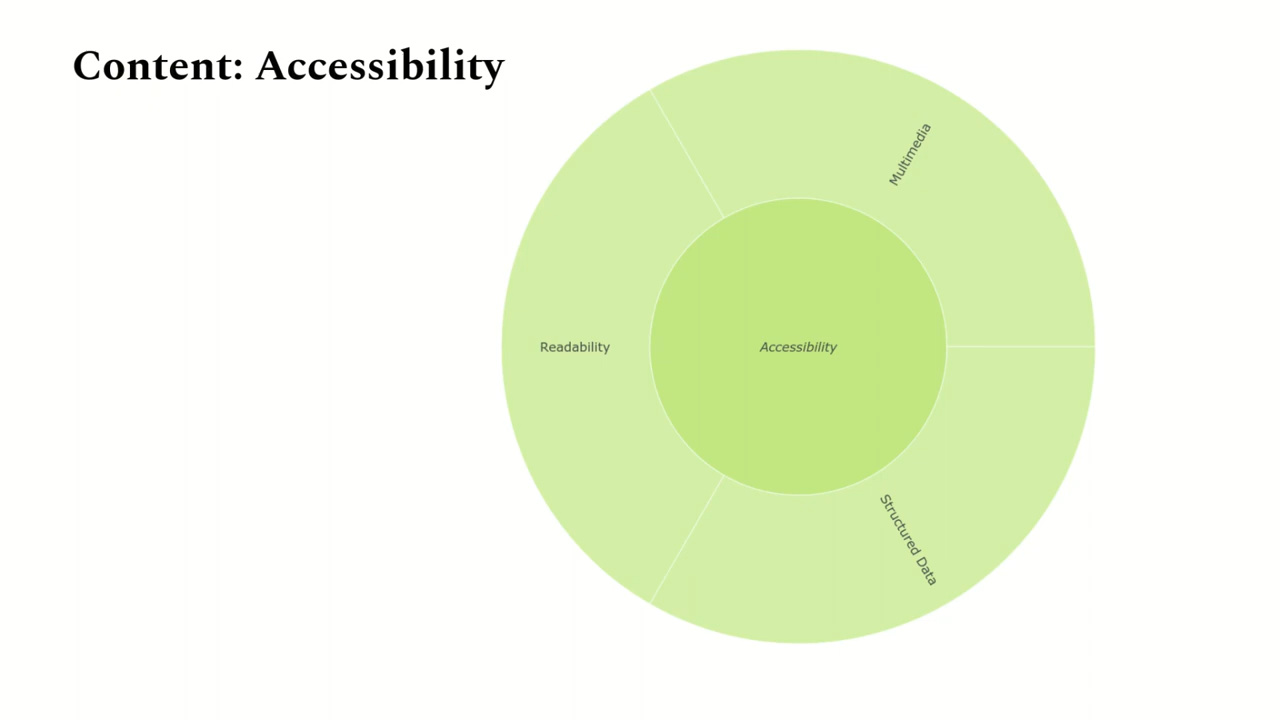 Content: Accessibility
Multimedia
Readability
Accessibility
Structured Data